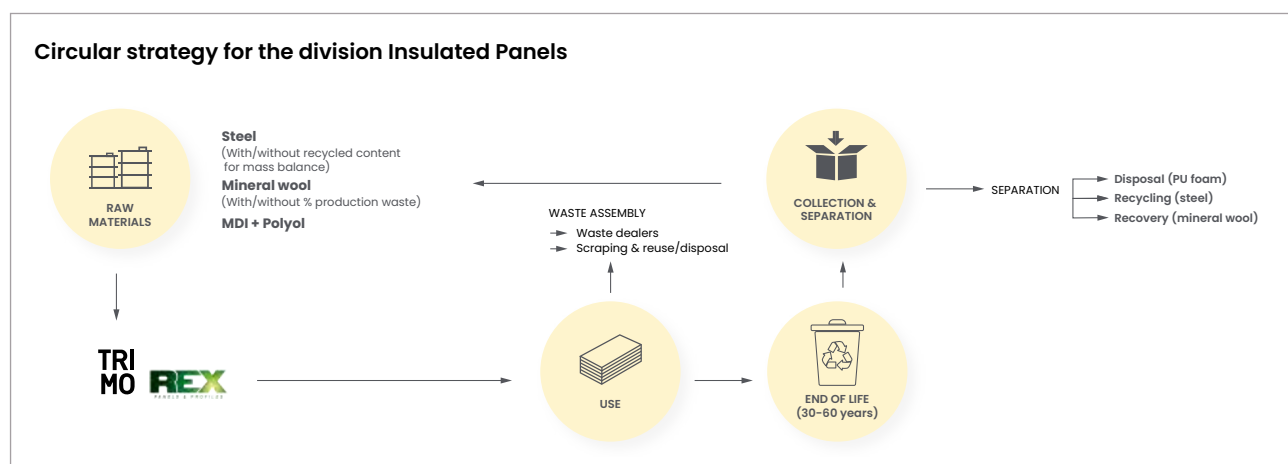 Circular strategy for the division Insulated Panels
RAW
MATERIALS
Steel
(With/without recycled content
for mass balance)
Mineral wool
(With/without % production waste)
MDI + Polyol
TRI
MO
REX
PANELS & PROFILES
WASTE ASSEMBLY
Waste dealers
Scraping & reuse/disposal
USE
END OF LIFE
(30-60 years)
COLLECTION &
SEPARATION
SEPARATION
Disposal (PU foam)
Recycling (steel)
Recovery (mineral wool)